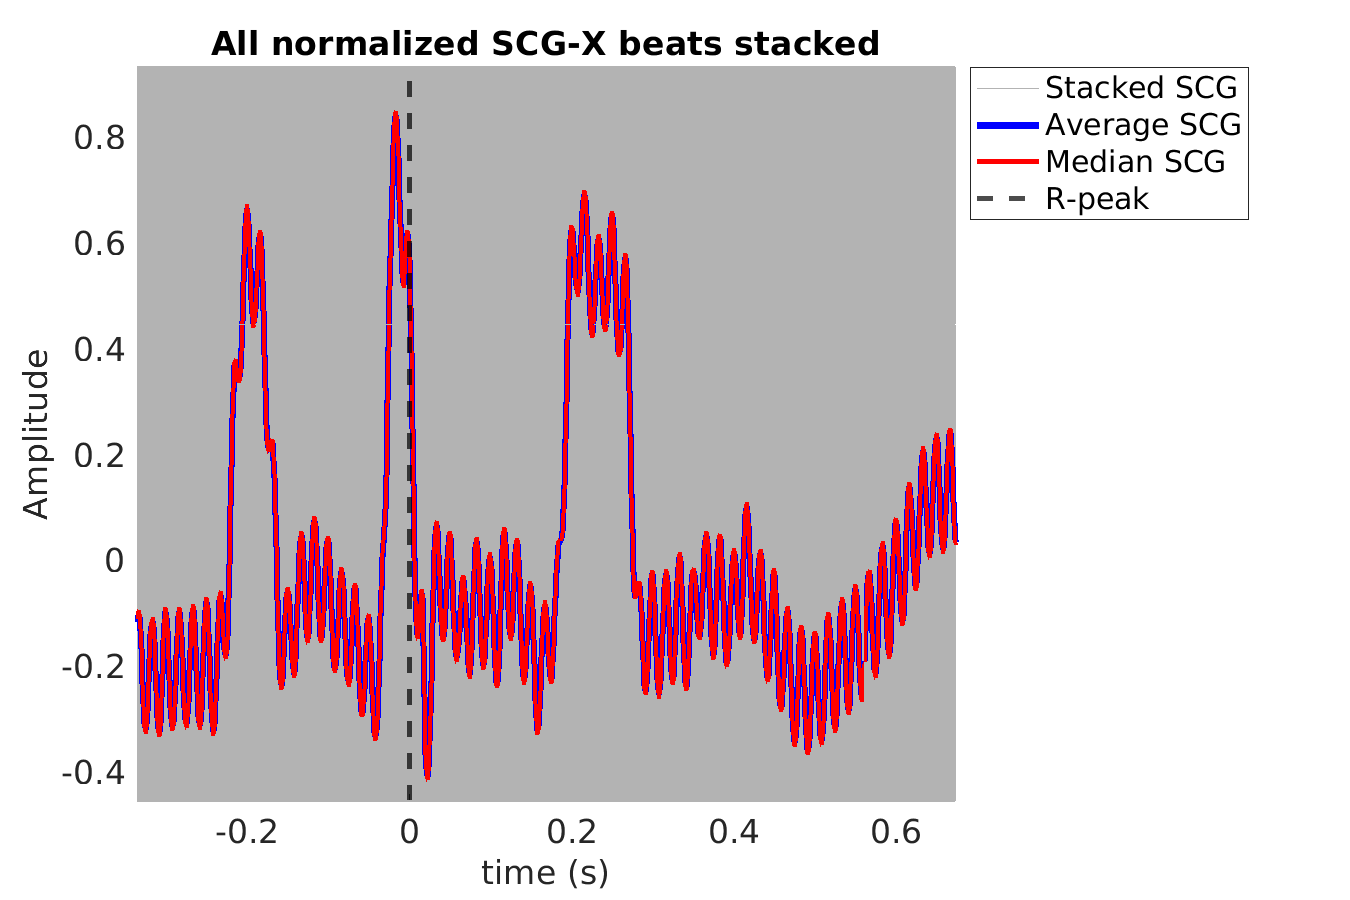 All normalized SCG-X beats stacked
Stacked SCG
Average SCG
Median SCG
R-peak
0.8
0.6
0.4
0.2
0
-0.2
-0.4
Amplitude
-0.2 0 0.2 0.4 0.6
time (s)